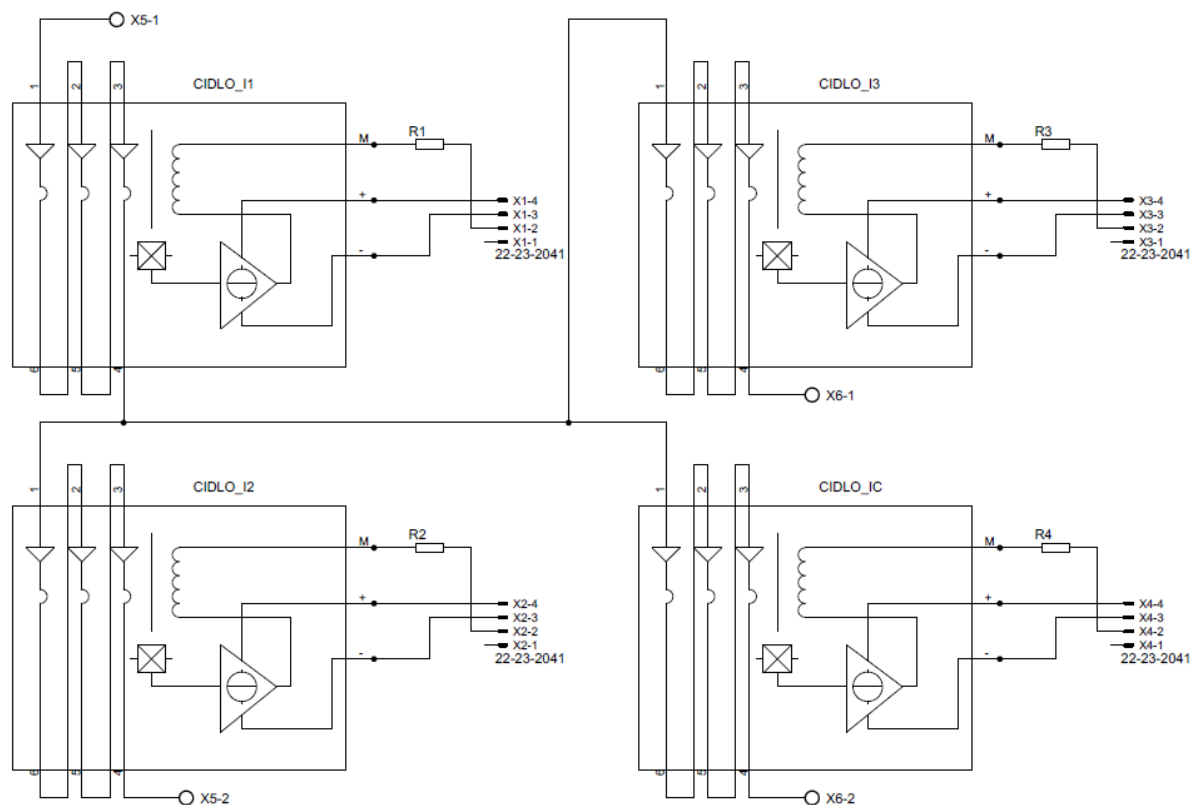 X5-1
1
2
3
CIDLO_I1
M
R1
+
X1-4
X1-3
X1-2
-
X1-1
22-23-2041
6
5
4
1
2
3
CIDLO_I3
M
R3
+
X3-4
X3-3
X3-2
-
X3-1
22-23-2041
6
5
4
X6-1
1
2
3
CIDLO_I2
M
R2
+
X2-4
X2-3
X2-2
-
X2-1
22-23-2041
6
5
4
X5-2
1
2
3
CIDLO_IC
M
R4
+
X4-4
X4-3
X4-2
-
X4-1
22-23-2041
6
5
4
X6-2